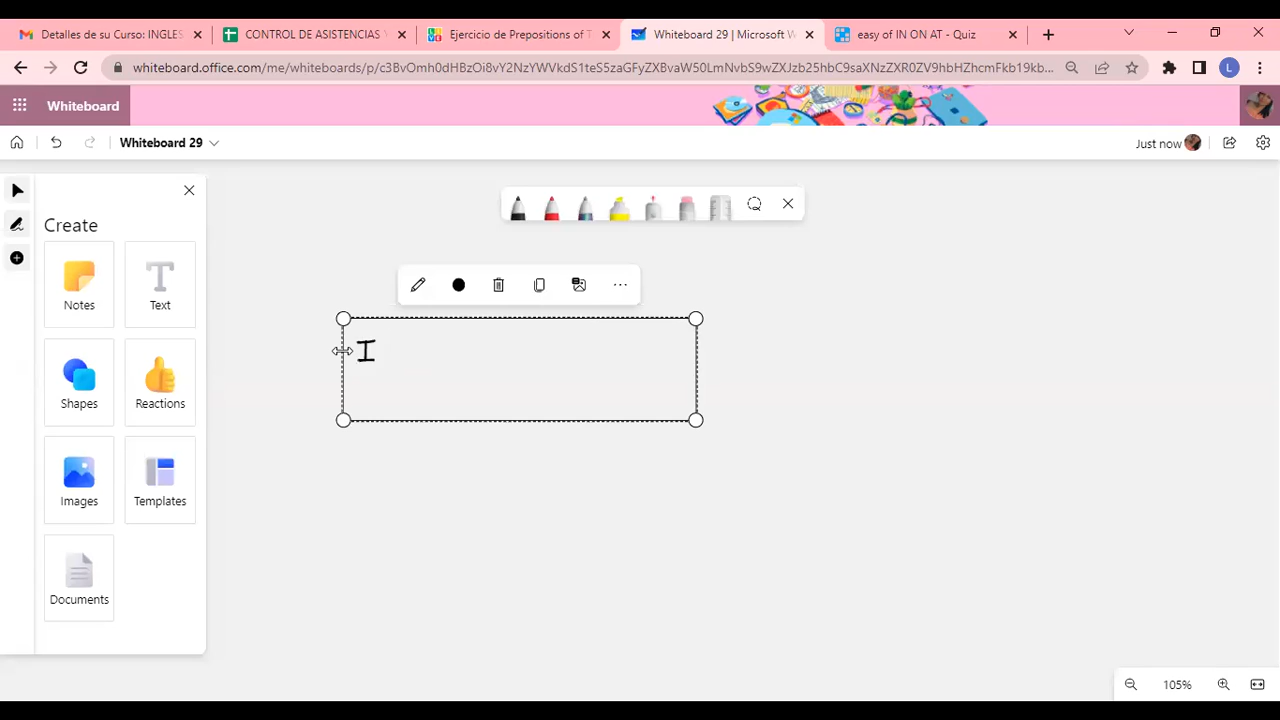 Detalles de su Curso: INGLES
CONTROL DE ASISTENCIAS Y
Ejercicio de Prepositions of T
Whiteboard 29 | Microsoft W
easy of IN ON AT - Quiz
whiteboard.office.com/me/whiteboards/p/c3BvOmh0dHBzOi8vY2NzYWVkdS1teS5zaGFyZXBvaW50LmNvbS9wZXJzb25hbC9saXNzZXR0ZV9hbHZhcmFkb19kb...
L
Whiteboard
Whiteboard 29
Just now
Create
Notes
Text
Shapes
Reactions
Images
Templates
Documents
I
105%